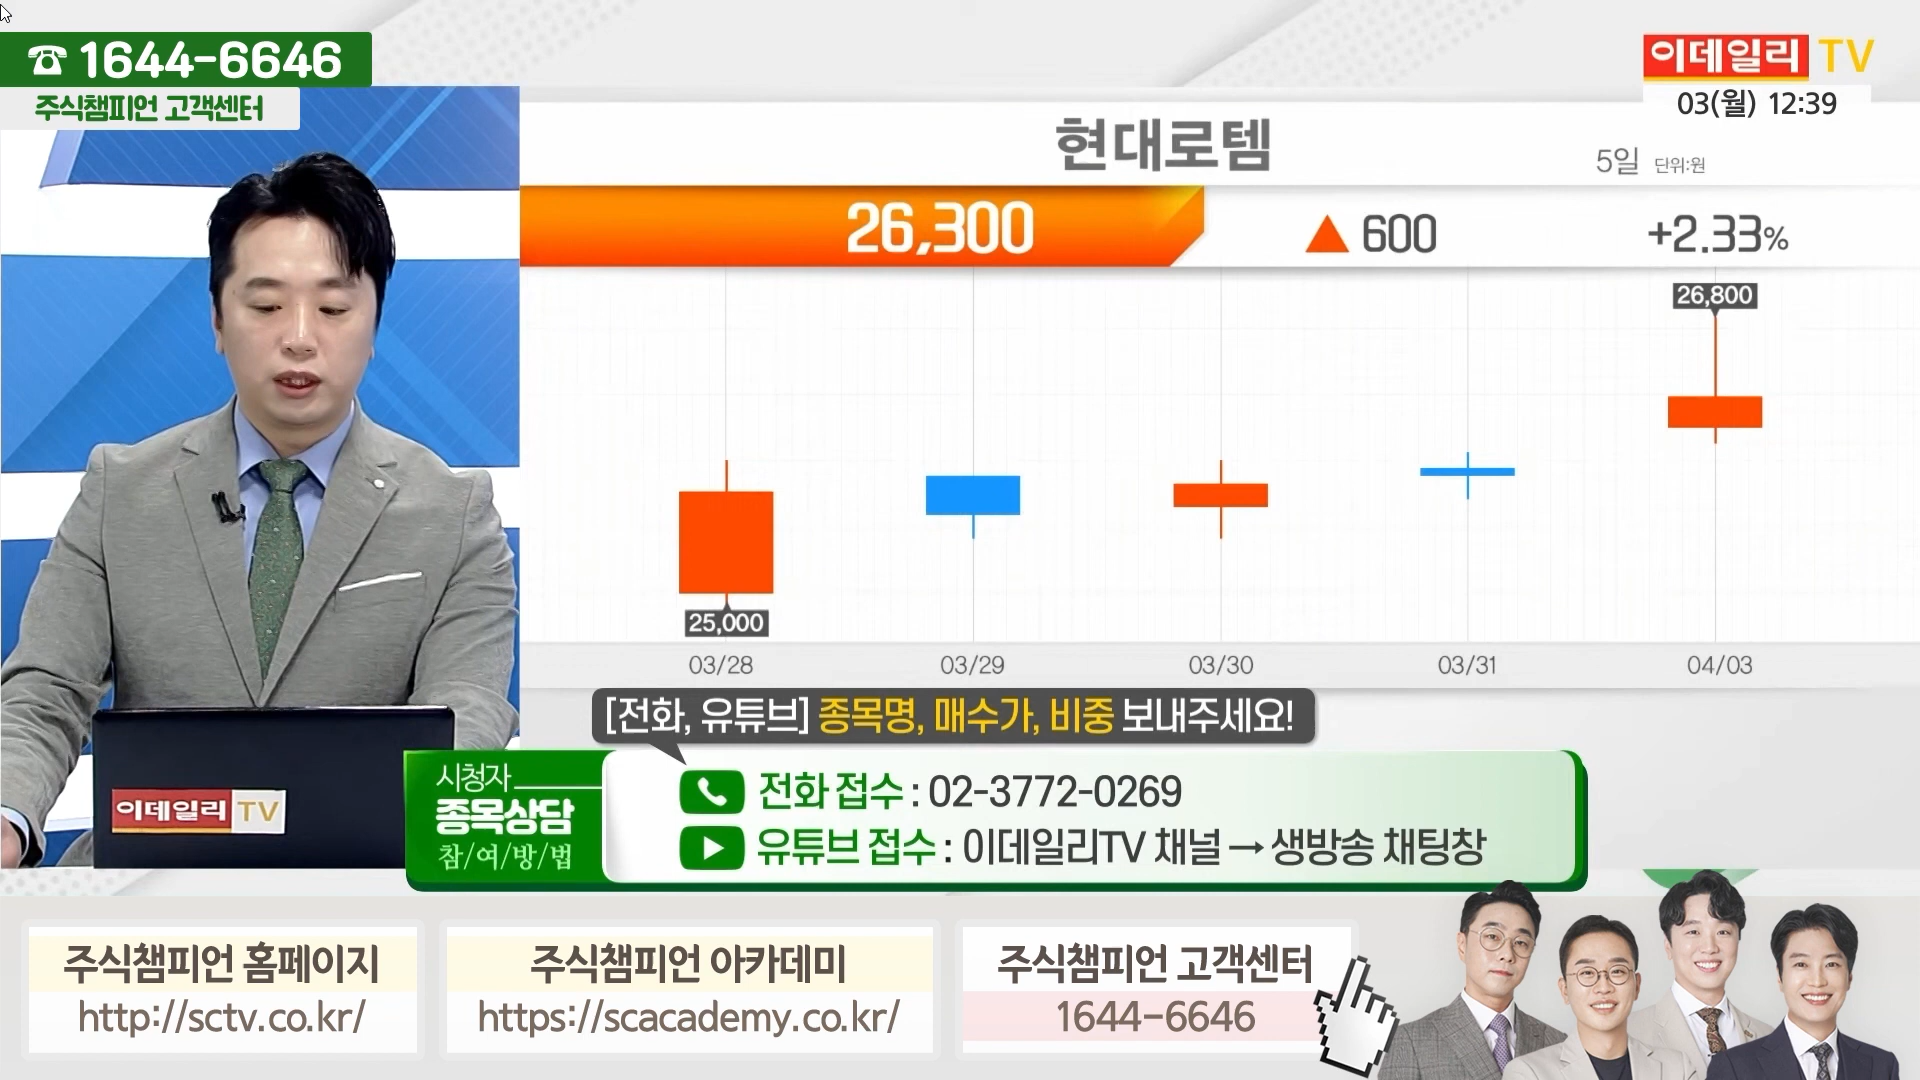 1644-6646
주식챔피언 고객센터
이데일리 TV
03(월) 12:39
현대로템
5일 단위:원
26,300 ▲ 600 +2.33%
26,800
25,000
03/28 03/29 03/30 03/31 04/03
[전화, 유튜브] 종목명, 매수가, 비중 보내주세요!
시청자
종목상담
참/여/방/법
전화 접수 : 02-3772-0269
유튜브 접수 : 이데일리TV 채널 → 생방송 채팅창
이데일리 TV
주식챔피언 홈페이지
http://sctv.co.kr/
주식챔피언 아카데미
https://scacademy.co.kr/
주식챔피언 고객센터
1644-6646